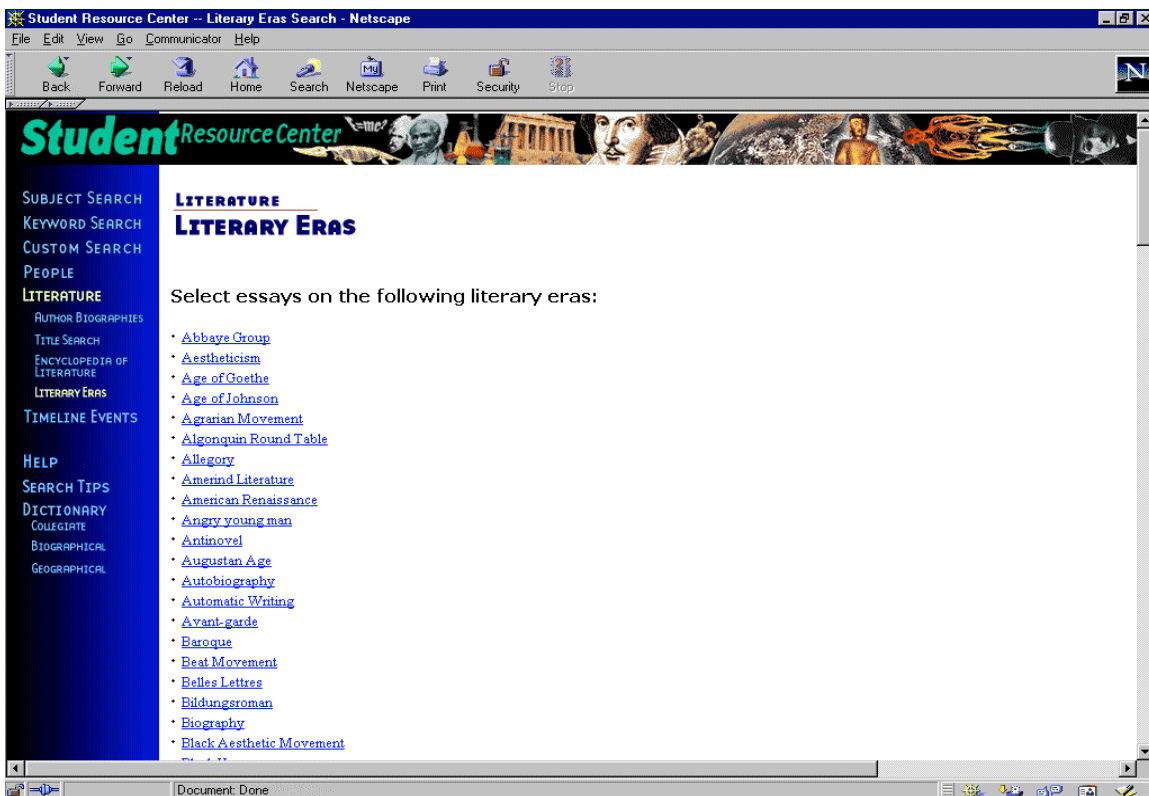 Student Resource Center -- Literary Eras Search - Netscape
File Edit View Go Communicator Help
Back Forward Reload Home Search Netscape Print Security Stop
My
N
Student Resource Center
E=mc²
SUBJECT SEARCH
KEYWORD SEARCH
CUSTOM SEARCH
PEOPLE
LITERATURE
AUTHOR BIOGRAPHIES
TITLE SEARCH
ENCYCLOPEDIA OF
LITERATURE
LITERARY ERAS
TIMELINE EVENTS
HELP
SEARCH TIPS
DICTIONARY
COLLEGIATE
BIOGRAPHICAL
GEOGRAPHICAL
LITERATURE
LITERARY ERAS
Select essays on the following literary eras:
Abbaye Group
Aestheticism
Age of Goethe
Age of Johnson
Agrarian Movement
Algonquin Round Table
Allegory
Amerind Literature
American Renaissance
Angry young man
Antinovel
Augustan Age
Autobiography
Automatic Writing
Avant-garde
Baroque
Beat Movement
Belles Lettres
Bildungsroman
Biography
Black Aesthetic Movement
Document: Done